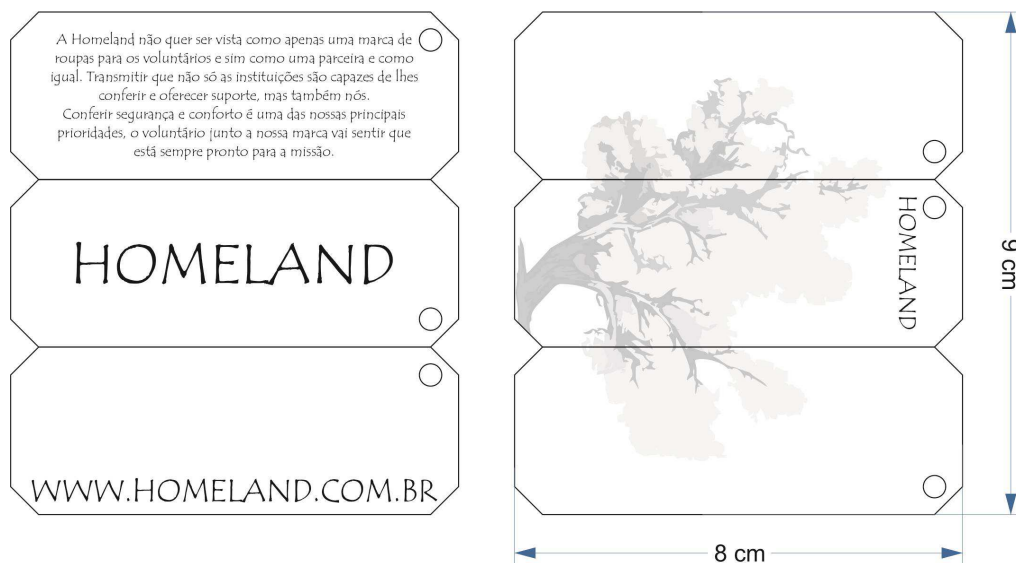 A Homeland não quer ser vista como apenas uma marca de
roupas para os voluntários e sim como uma parceira e como
igual. Transmitir que não só as instituições são capazes de lhes
conferir e oferecer suporte, mas também nós.
Conferir segurança e conforto é uma das nossas principais
prioridades, o voluntário junto a nossa marca vai sentir que
está sempre pronto para a missão.
HOMELAND
WWW.HOMELAND.COM.BR
HOMELAND
9 cm
8 cm